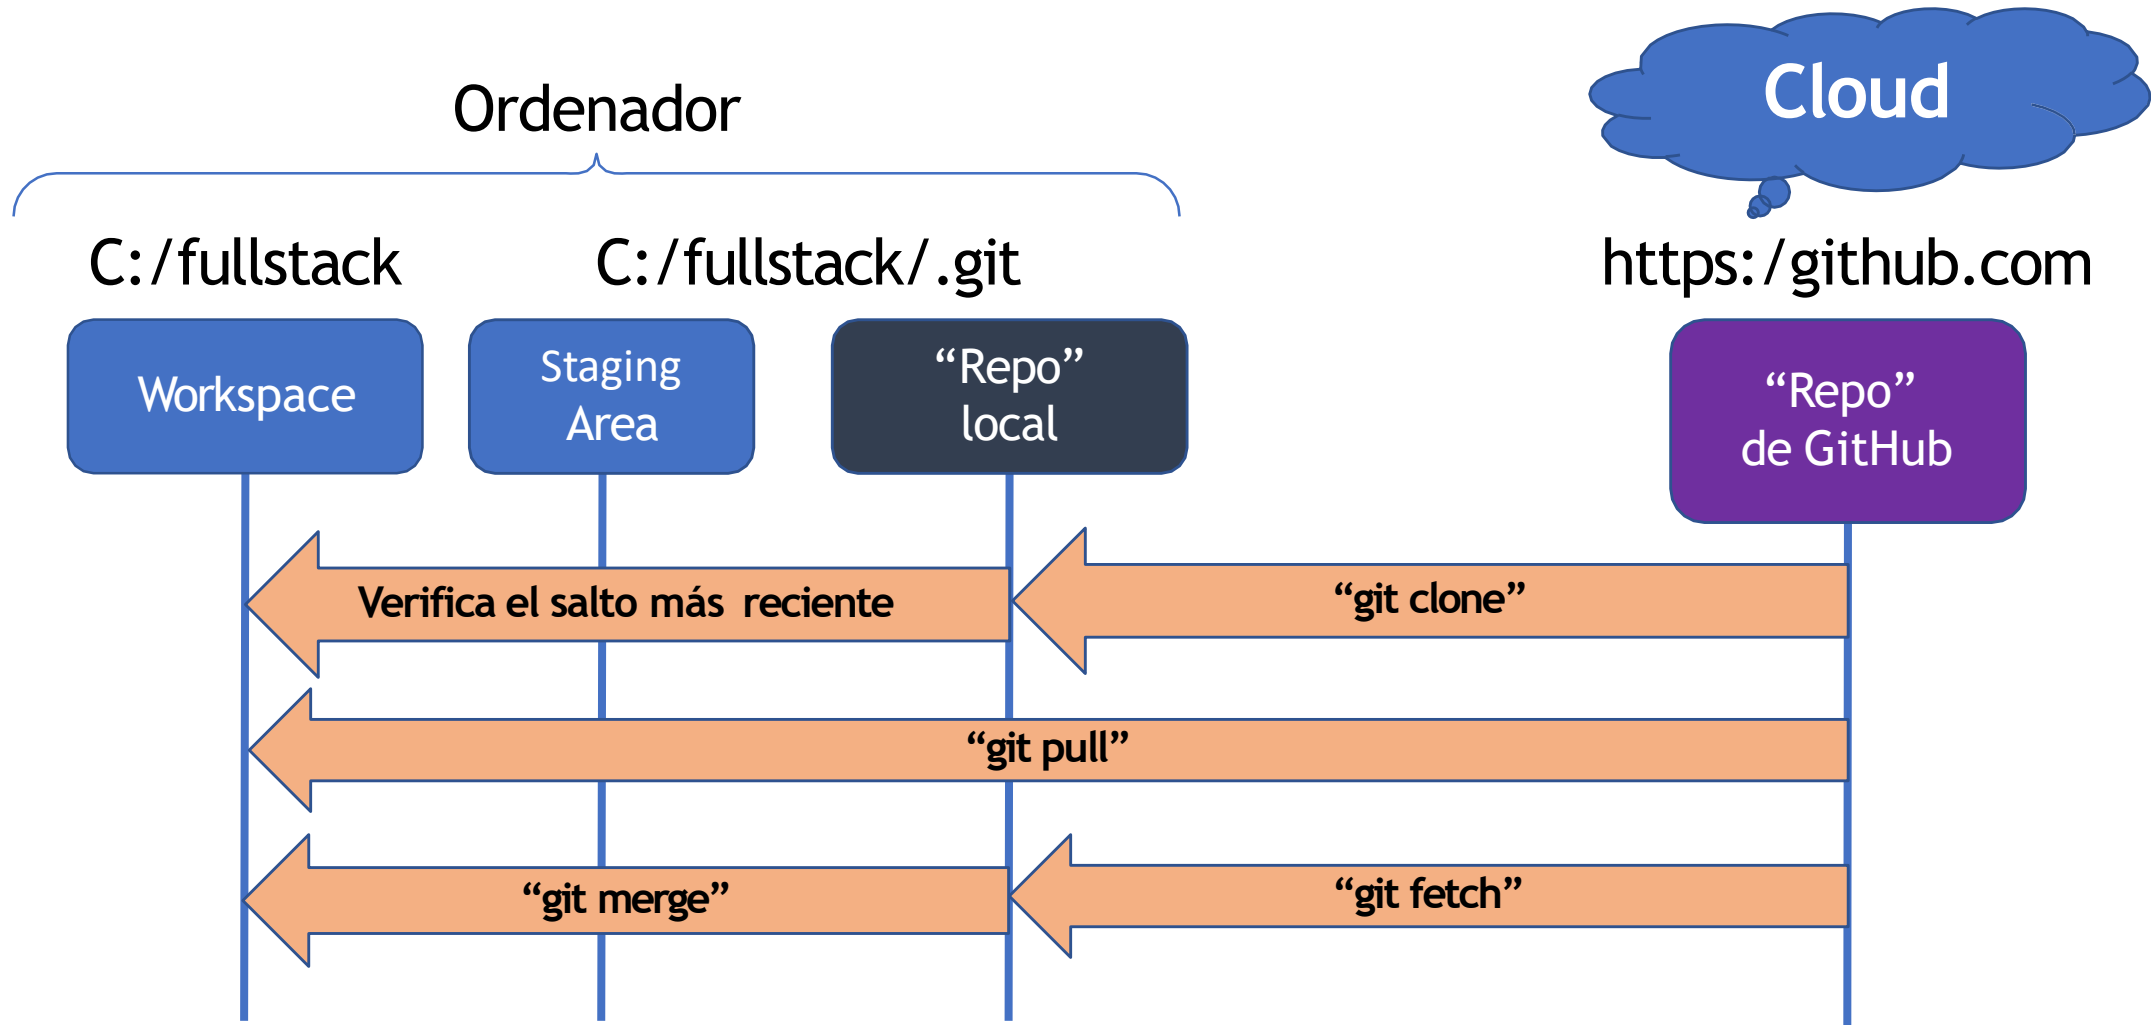 Cloud
Ordenador
C:/fullstack
C:/fullstack/.git
https:/github.com
Workspace
Staging
Area
“Repo”
local
“Repo”
de GitHub
Verifica el salto más reciente
“git clone”
“git pull”
“git merge”
“git fetch”